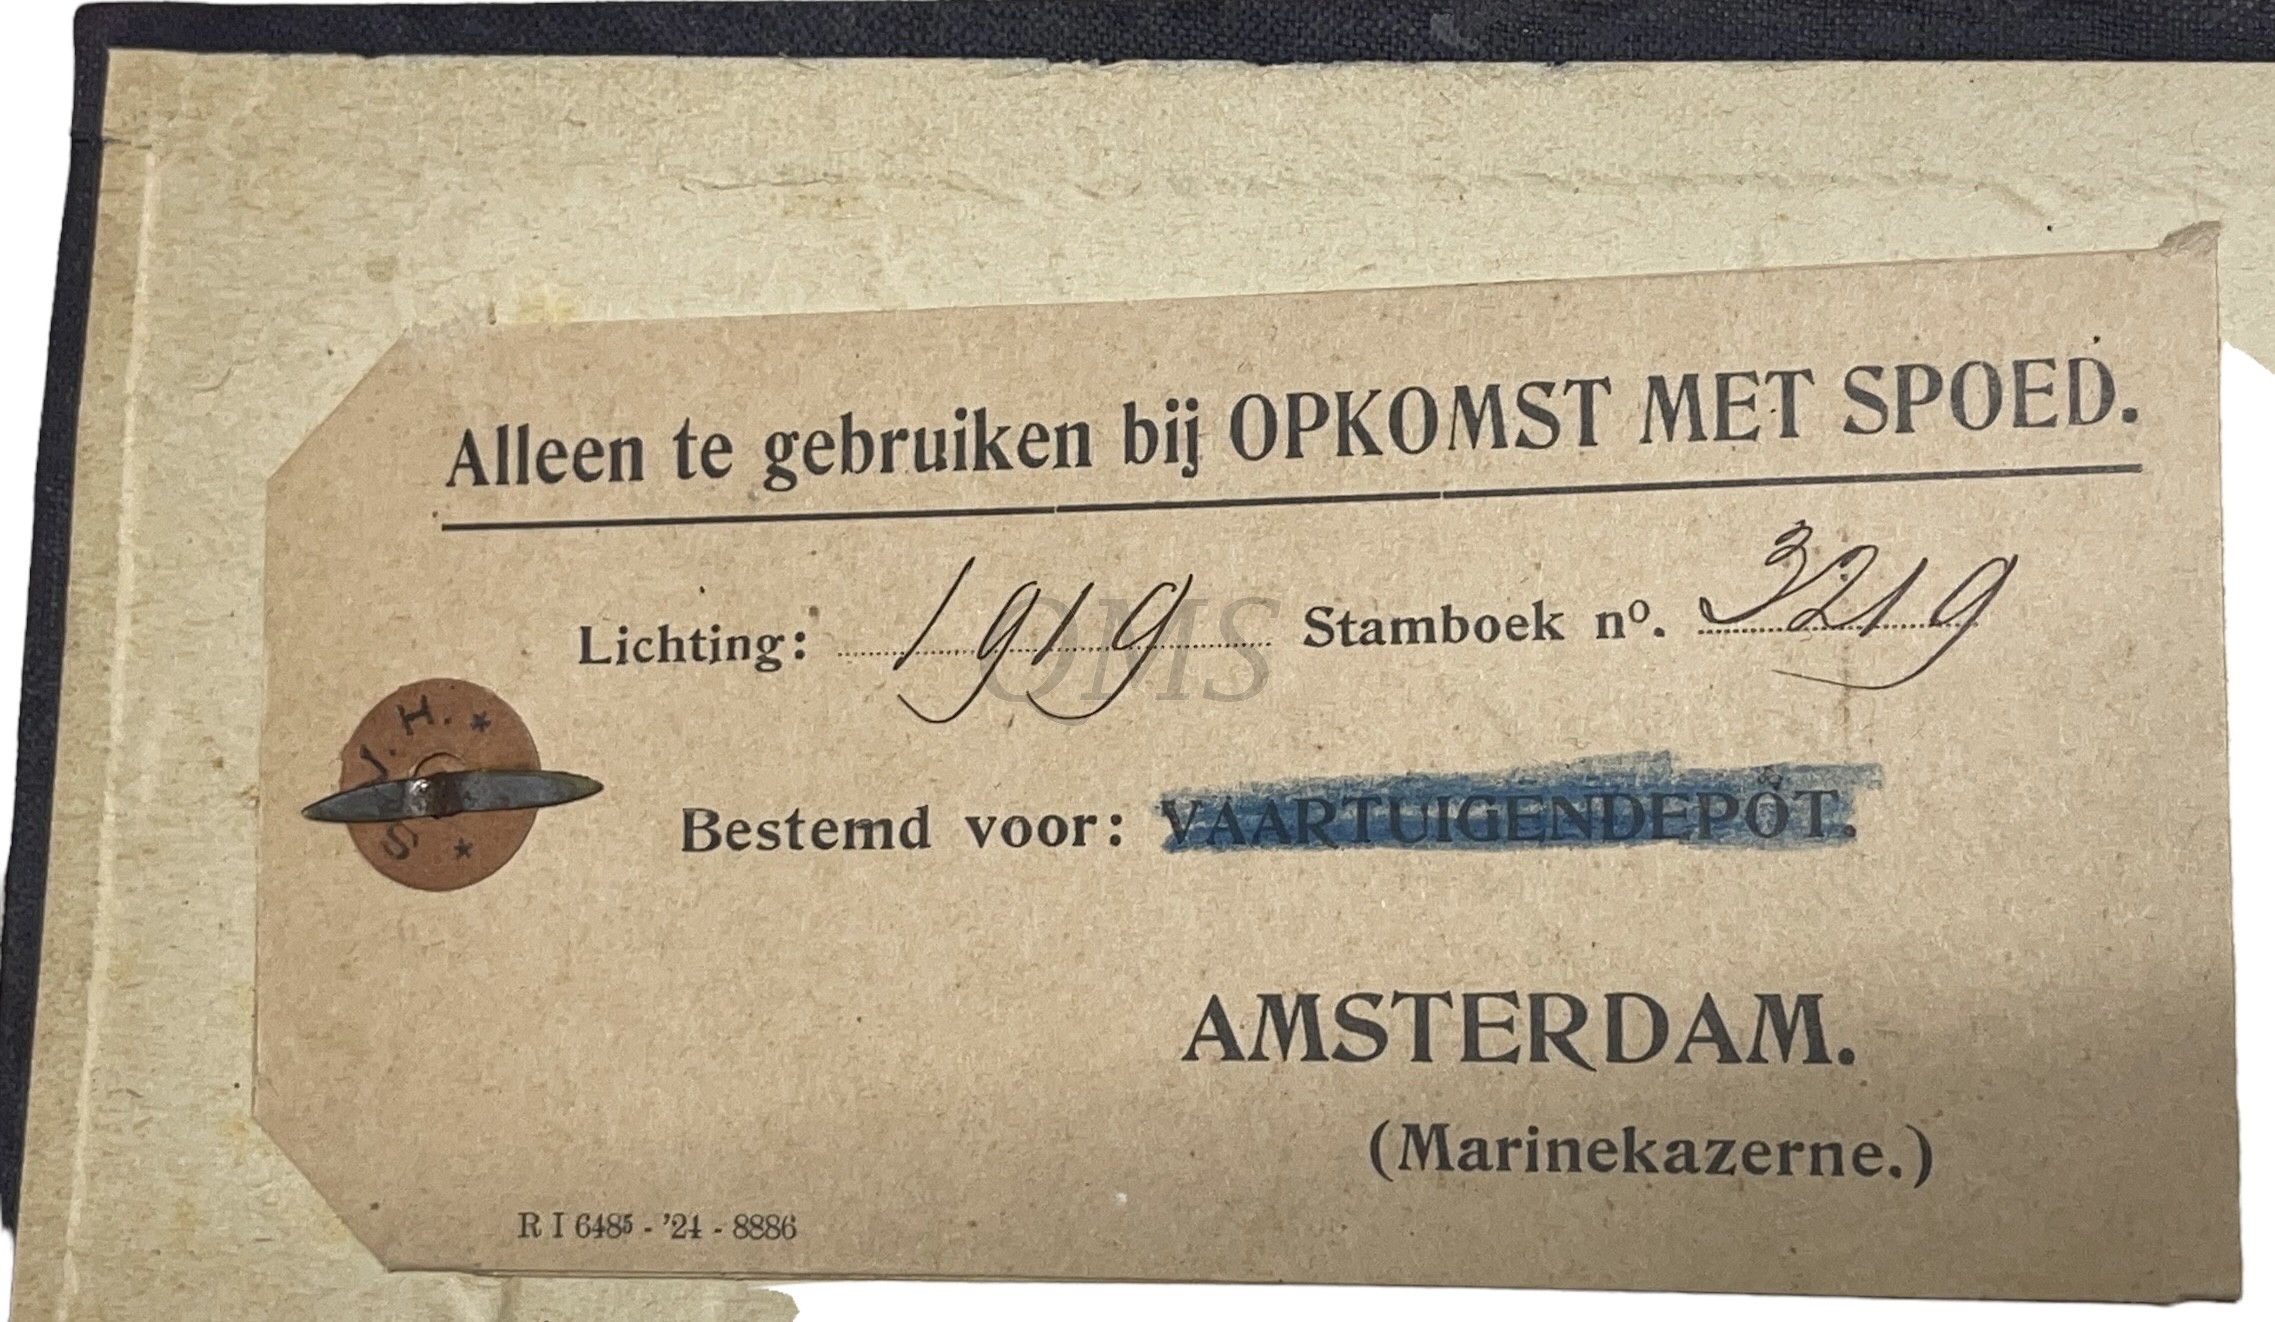 Alleen te gebruiken bij OPKOMST MET SPOED.
Lichting: 1919 Stamboek nº. 3219
OMS
S. J. H. * *
Bestemd voor: VAARTUIGENDEPÔT.
AMSTERDAM.
(Marinekazerne.)
R I 6485 - '24 - 8886